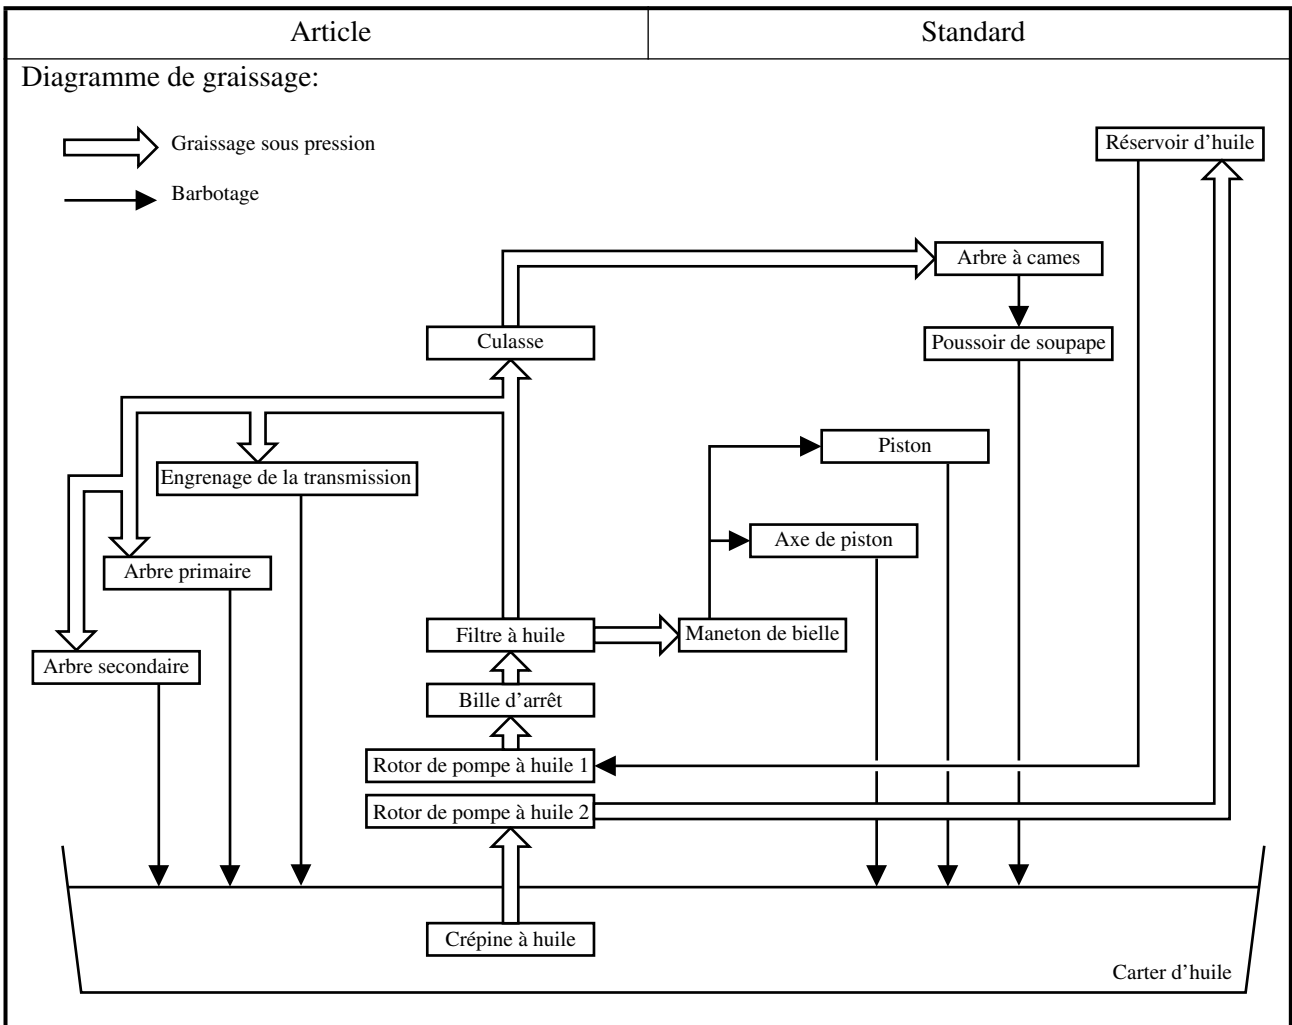 Article
Standard
Diagramme de graissage:
Graissage sous pression
Barbotage
Réservoir d’huile
Arbre à cames
Culasse
Poussoir de soupape
Piston
Engrenage de la transmission
Axe de piston
Arbre primaire
Filtre à huile
Maneton de bielle
Arbre secondaire
Bille d’arrêt
Rotor de pompe à huile 1
Rotor de pompe à huile 2
Crépine à huile
Carter d’huile